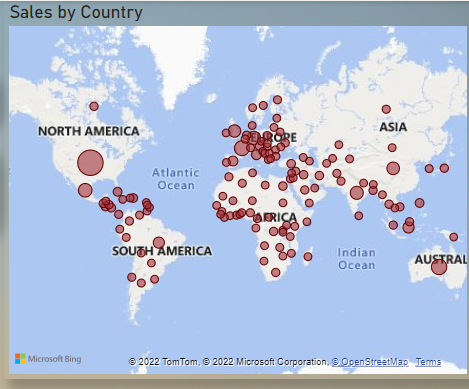 Sales by Country
NORTH AMERICA
EUROPE
ASIA
Atlantic
Ocean
AFRICA
SOUTH AMERICA
Indian
Ocean
AUSTRAL
Microsoft Bing
© 2022 TomTom, © 2022 Microsoft Corporation, © OpenStreetMap Terms